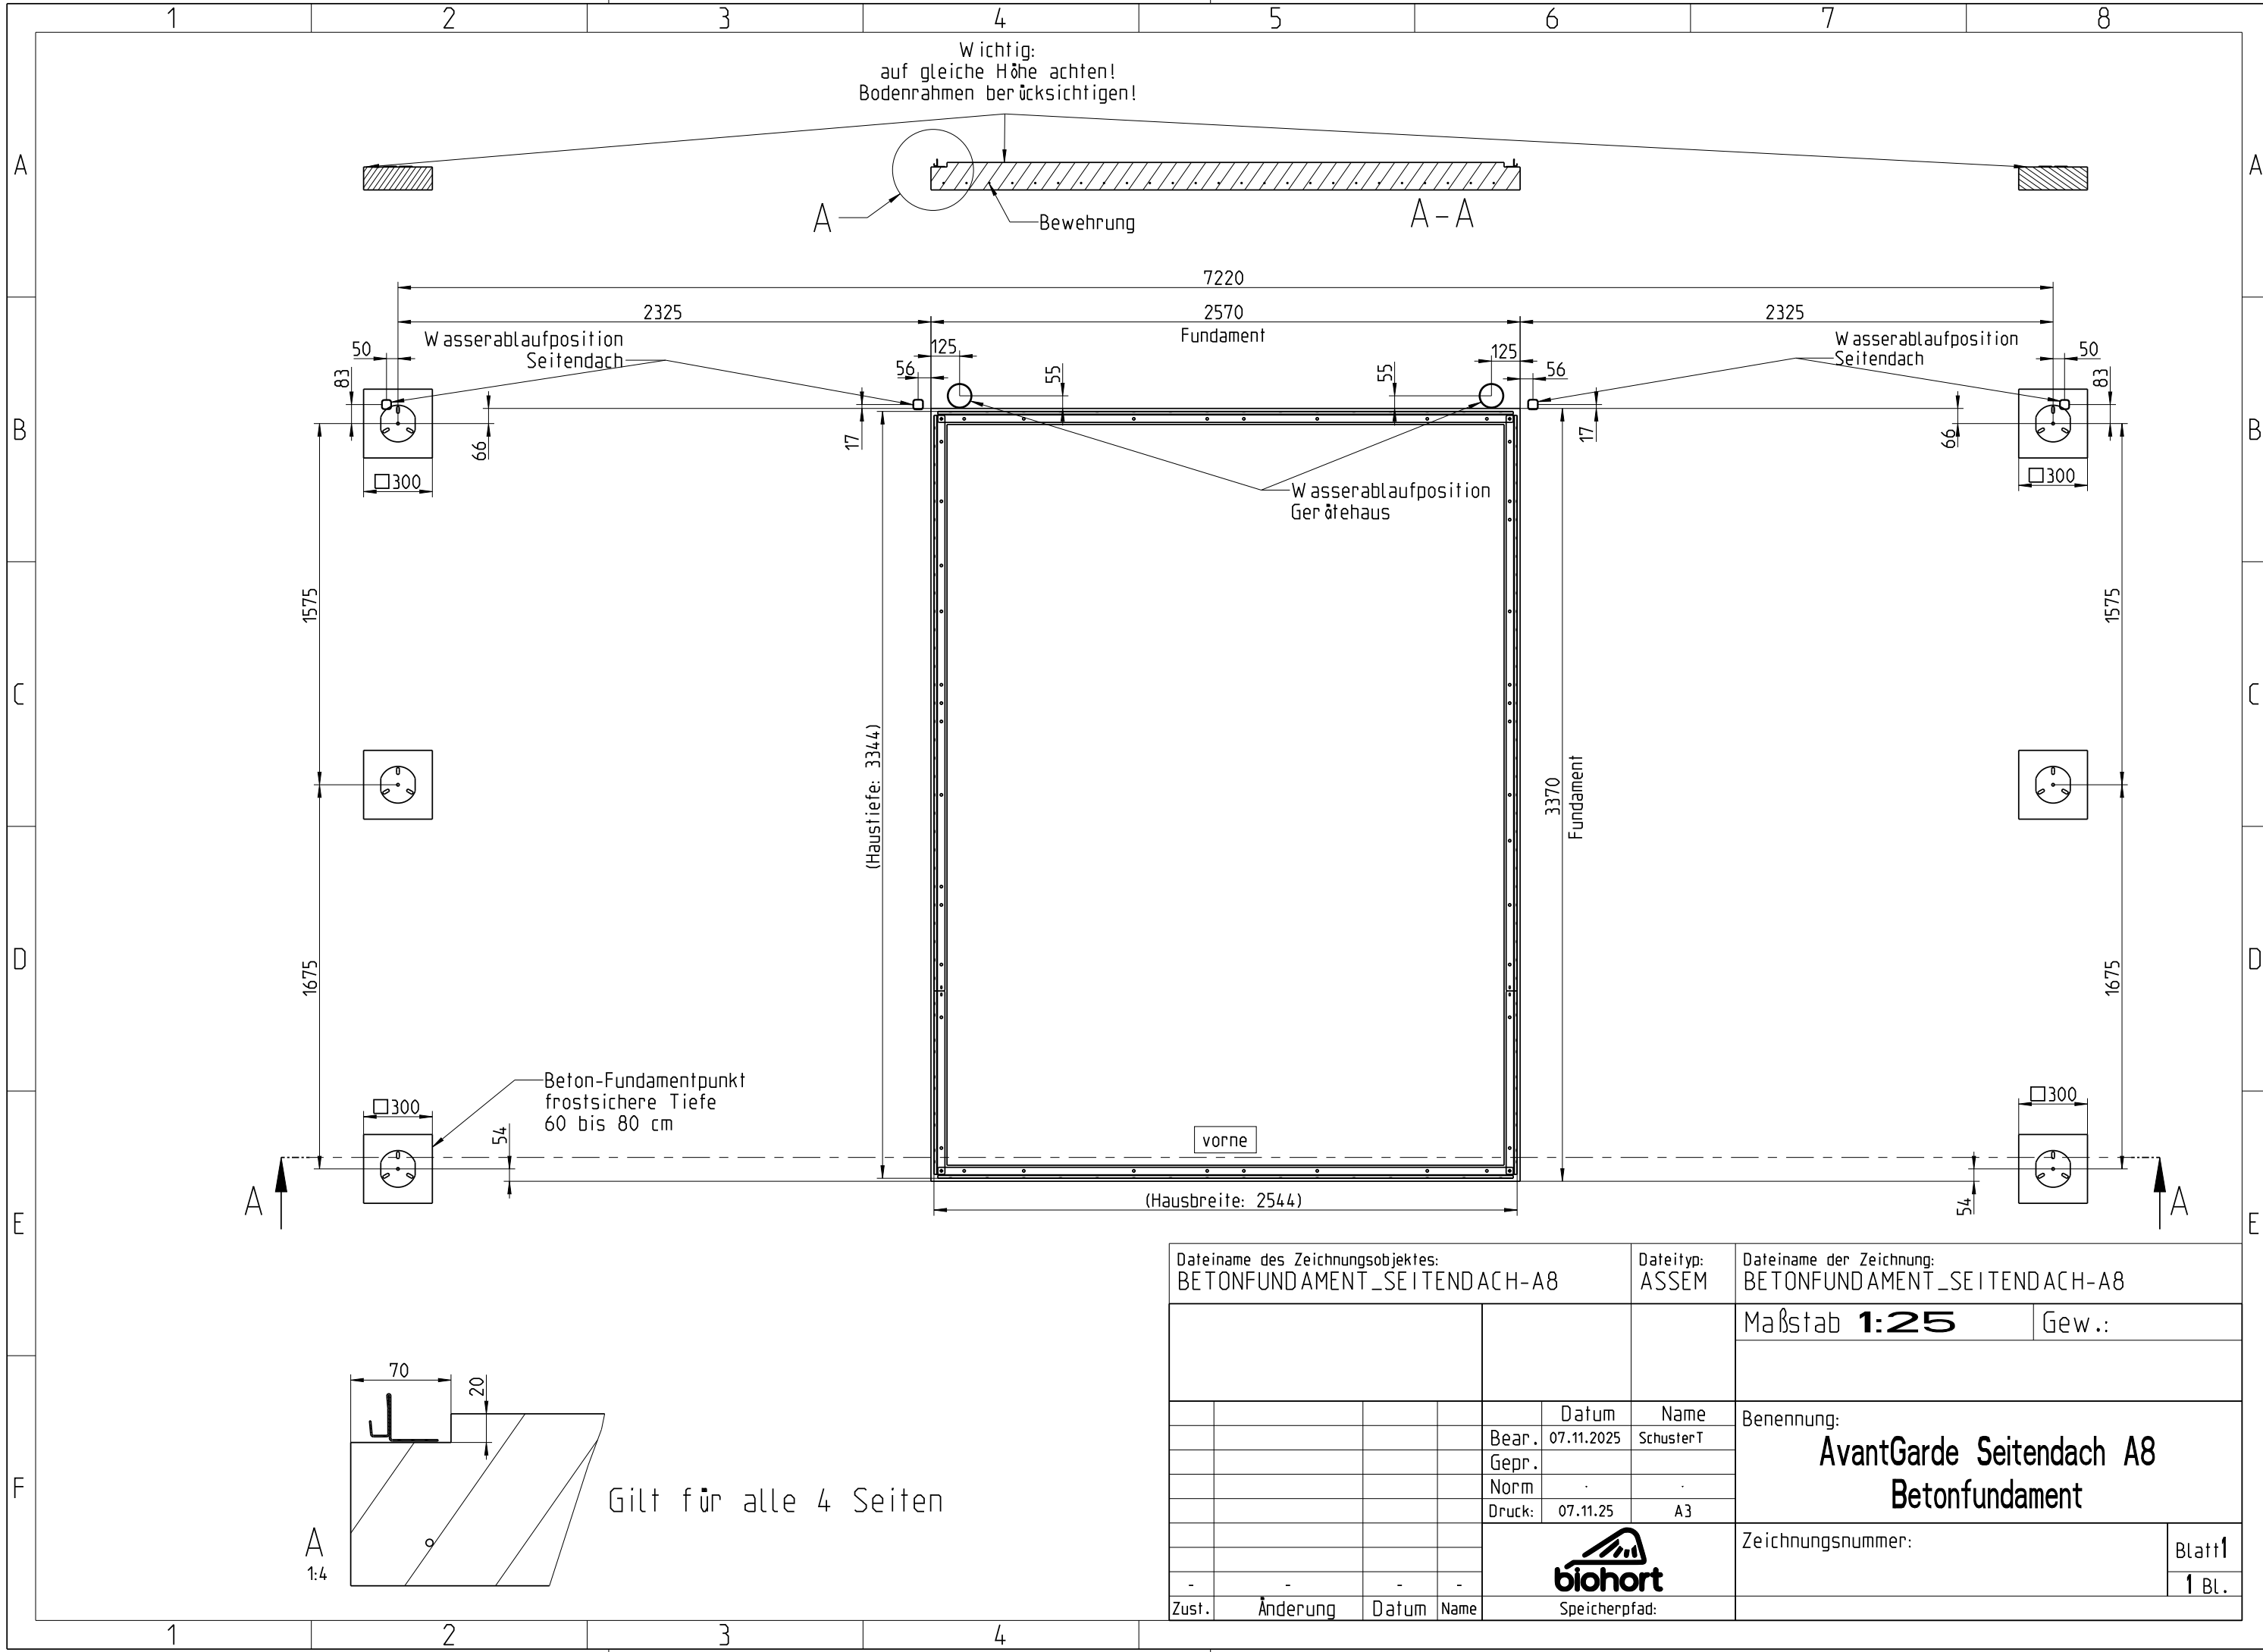 1 2 3 4 5 6 7 8
Wichtig:
auf gleiche Höhe achten!
Bodenrahmen berücksichtigen!
A A
A
Bewehrung
A-A
7220
2325 2570 2325
Fundament
Wasserablaufposition
Seitendach
Wasserablaufposition
Seitendach
50 125 125 50
83 56 55 55 56 83
B B
66 17 17 66
□300 □300
Wasserablaufposition
Gerätehaus
1575 1575
C C
(Haustiefe: 3344)
3370
Fundament
D D
1675 1675
Beton-Fundamentpunkt
frostsichere Tiefe
60 bis 80 cm
□300 □300
54
vorne
A A
54
(Hausbreite: 2544)
E E
Dateiname des Zeichnungsobjektes:
BETONFUNDAMENT_SEITENDACH-A8
Dateityp:
ASSEM
Dateiname der Zeichnung:
BETONFUNDAMENT_SEITENDACH-A8
Maßstab 1:25 Gew.:
70
20
F
Gilt für alle 4 Seiten
A
1:4
Datum Name
Bear. 07.11.2025 SchusterT
Gepr.
Norm . .
Druck: 07.11.25 A3
Benennung:
AvantGarde Seitendach A8
Betonfundament
F
biohort
Speicherpfad:
Zeichnungsnummer:
Blatt 1
1 Bl.
- - - -
Zust. Änderung Datum Name
1 2 3 4